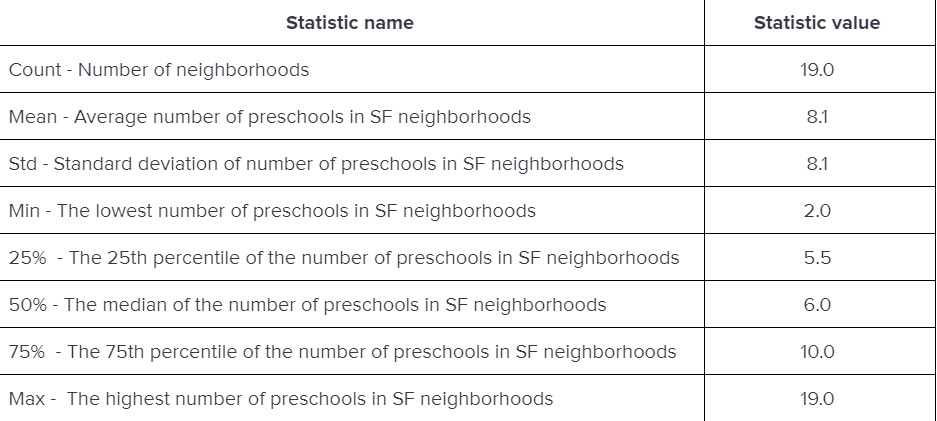 Statistic name Statistic value
Count - Number of neighborhoods 19.0
Mean - Average number of preschools in SF neighborhoods 8.1
Std - Standard deviation of number of preschools in SF neighborhoods 8.1
Min - The lowest number of preschools in SF neighborhoods 2.0
25%  - The 25th percentile of the number of preschools in SF neighborhoods 5.5
50% - The median of the number of preschools in SF neighborhoods 6.0
75%  - The 75th percentile of the number of preschools in SF neighborhoods 10.0
Max -  The highest number of preschools in SF neighborhoods 19.0